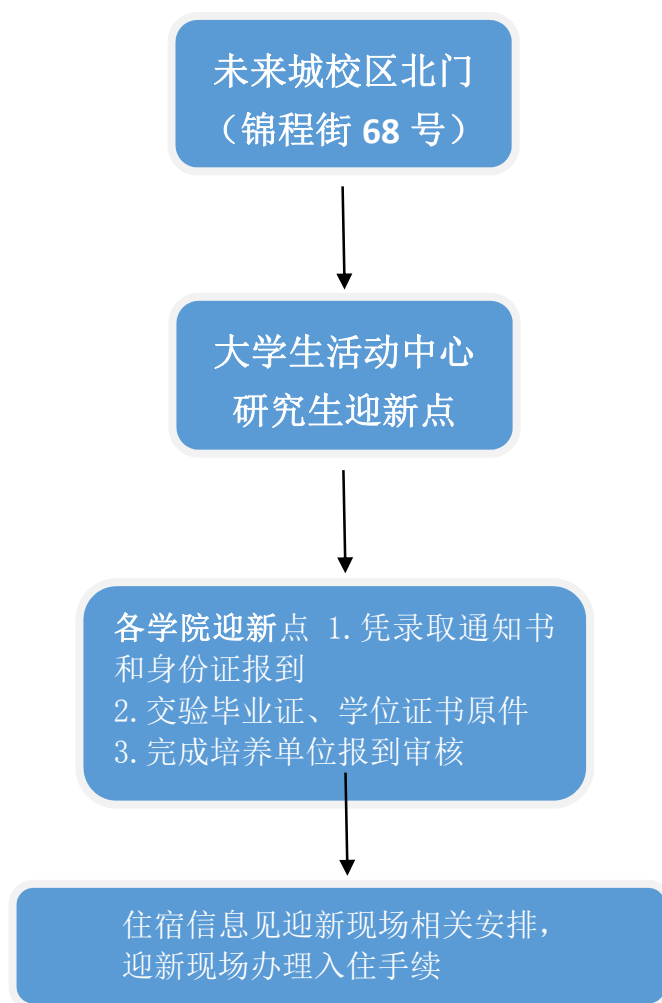 未来城校区北门
（锦程街 68 号）
大学生活动中心
研究生迎新点
各学院迎新点 1.凭录取通知书
和身份证报到
2.交验毕业证、学位证书原件
3.完成培养单位报到审核
住宿信息见迎新现场相关安排，
迎新现场办理入住手续